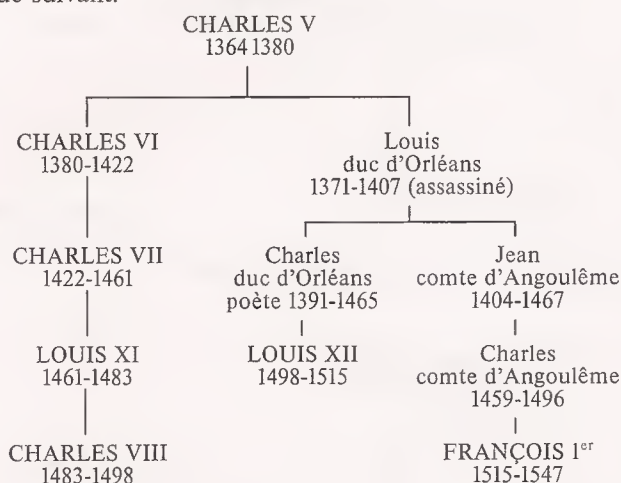 de suivant.
CHARLES V
1364 1380
CHARLES VI
1380-1422
Louis
duc d'Orléans
1371-1407 (assassiné)
CHARLES VII
1422-1461
Charles
duc d'Orléans
poète 1391-1465
Jean
comte d'Angoulême
1404-1467
LOUIS XI
1461-1483
LOUIS XII
1498-1515
Charles
comte d'Angoulême
1459-1496
CHARLES VIII
1483-1498
FRANÇOIS 1er
1515-1547